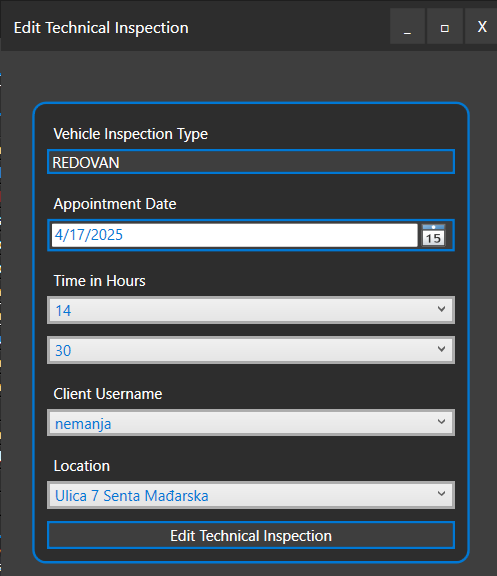 Edit Technical Inspection
_ X
Vehicle Inspection Type
REDOVAN
Appointment Date
4/17/2025
15
Time in Hours
14
30
Client Username
nemanja
Location
Ulica 7 Senta Mađarska
Edit Technical Inspection